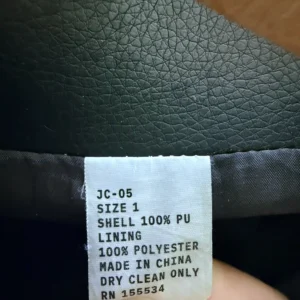 JC-05
SIZE 1
SHELL 100% PU
LINING
100% POLYESTER
MADE IN CHINA
DRY CLEAN ONLY
RN 155534